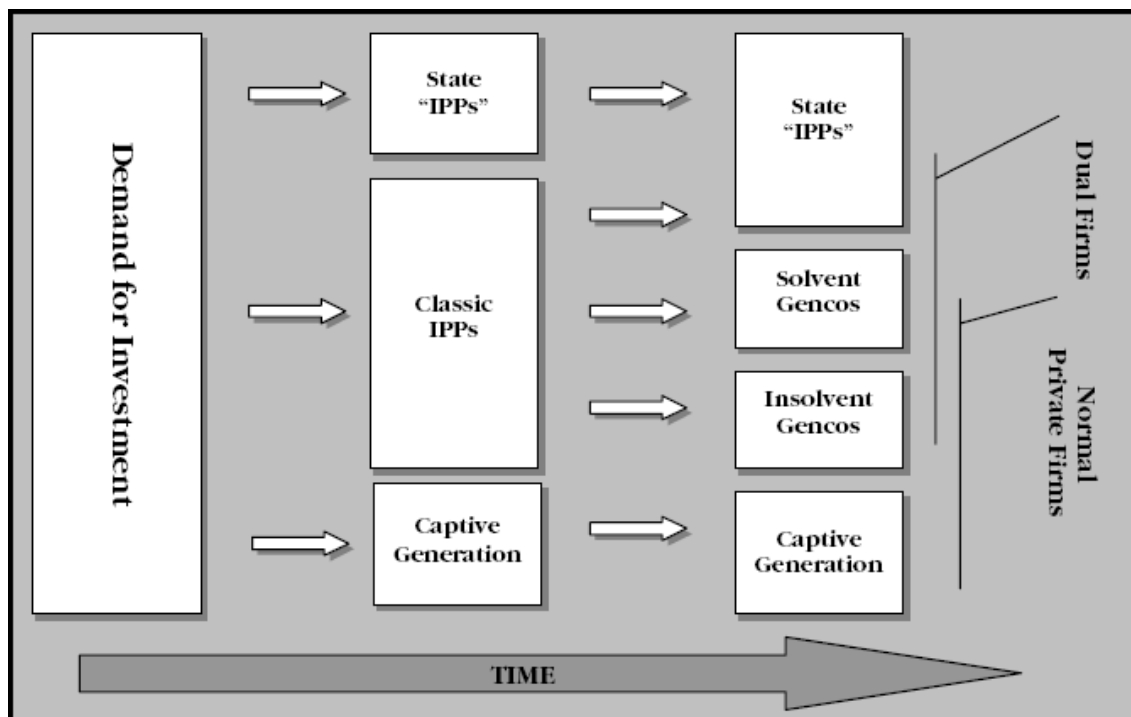 Demand for Investment
State
“IPPs”
Classic
IPPs
Captive
Generation
State
“IPPs”
Solvent
Gencos
Insolvent
Gencos
Captive
Generation
Dual Firms
Normal
Private Firms
TIME